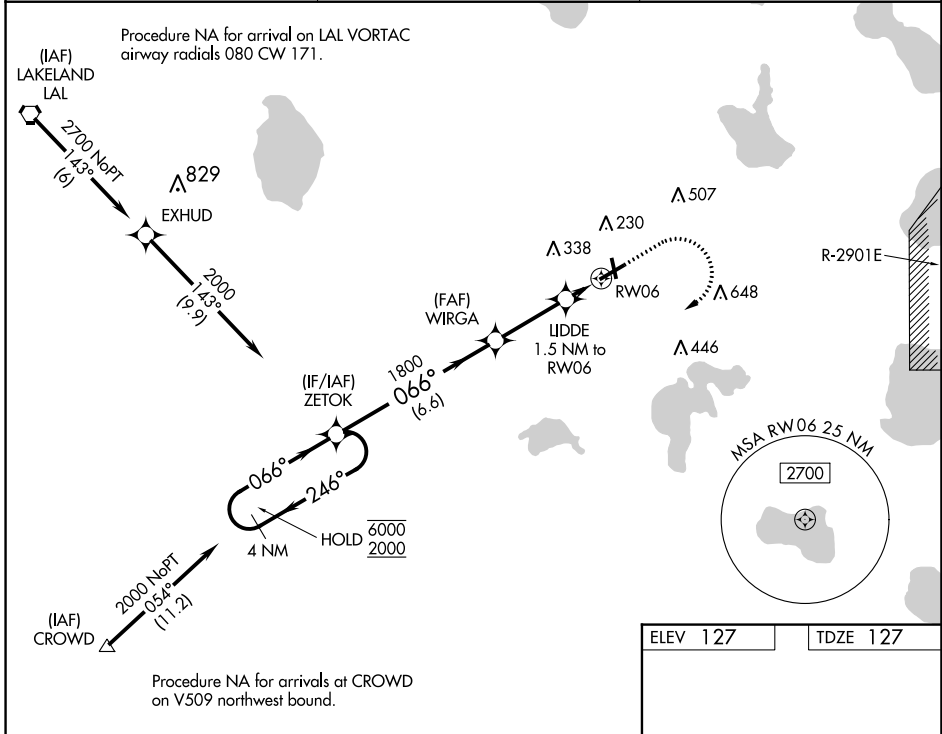 Procedure NA for arrival on LAL VORTAC
airway radials 080 CW 171.
(IAF)
LAKELAND
LAL
2700 NoPT
143°
(6)
829
EXHUD
2000
143°
(9.9)
507
230
338
R-2901E
RW06
648
(FAF)
WIRGA
LIDDE
1.5 NM to
RW06
446
1800
066°
(6.6)
(IF/IAF)
ZETOK
066°
246°
4 NM
HOLD
6000
2000
MSA RW06 25 NM
2700
2000 NoPT
054°
(11.2)
(IAF)
CROWD
ELEV 127
TDZE 127
Procedure NA for arrivals at CROWD
on V509 northwest bound.